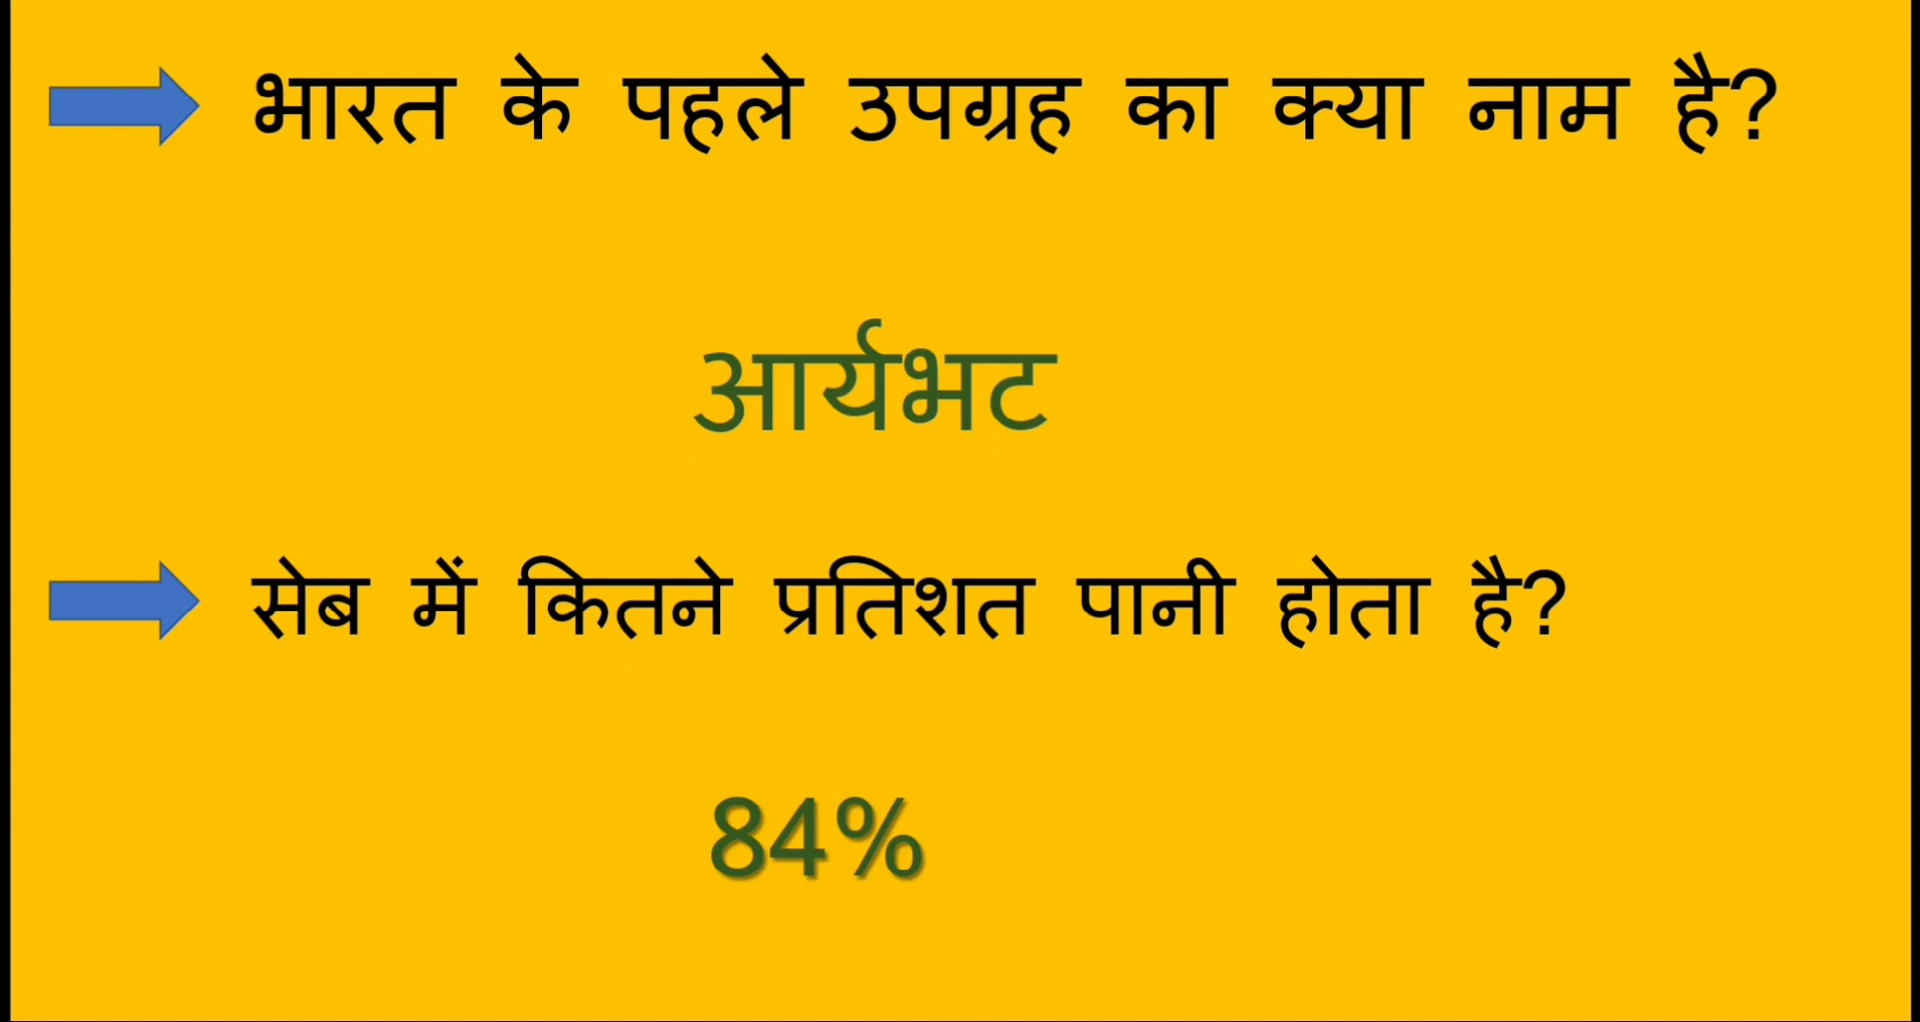 भारत के पहले उपग्रह का क्या नाम है?
आर्यभट
सेब में कितने प्रतिशत पानी होता है?
84%